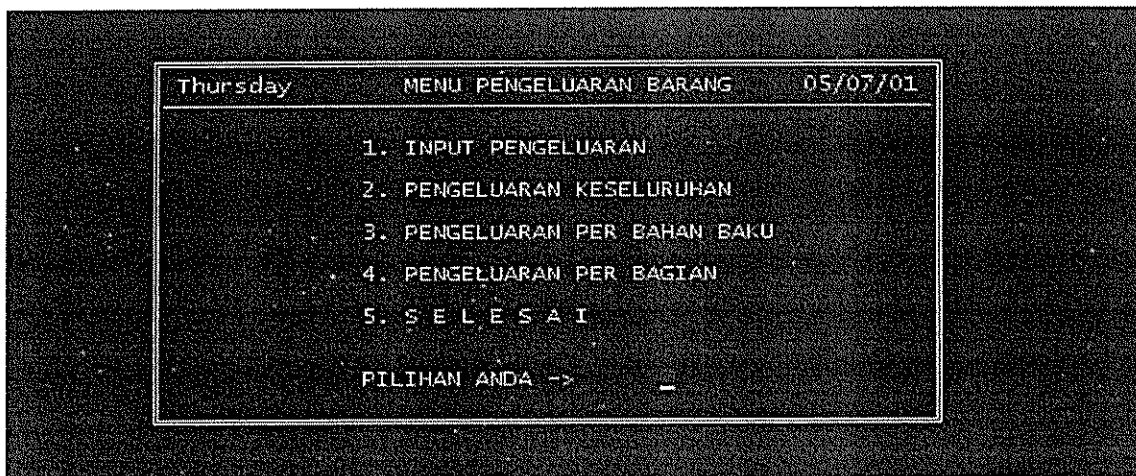 Thursday MENU PENGELUARAN BARANG 05/07/01
1. INPUT PENGELUARAN
2. PENGELUARAN KESELURUHAN
3. PENGELUARAN PER BAHAN BAKU
4. PENGELUARAN PER BAGIAN
5. S E L E S A I
PILIHAN ANDA ->